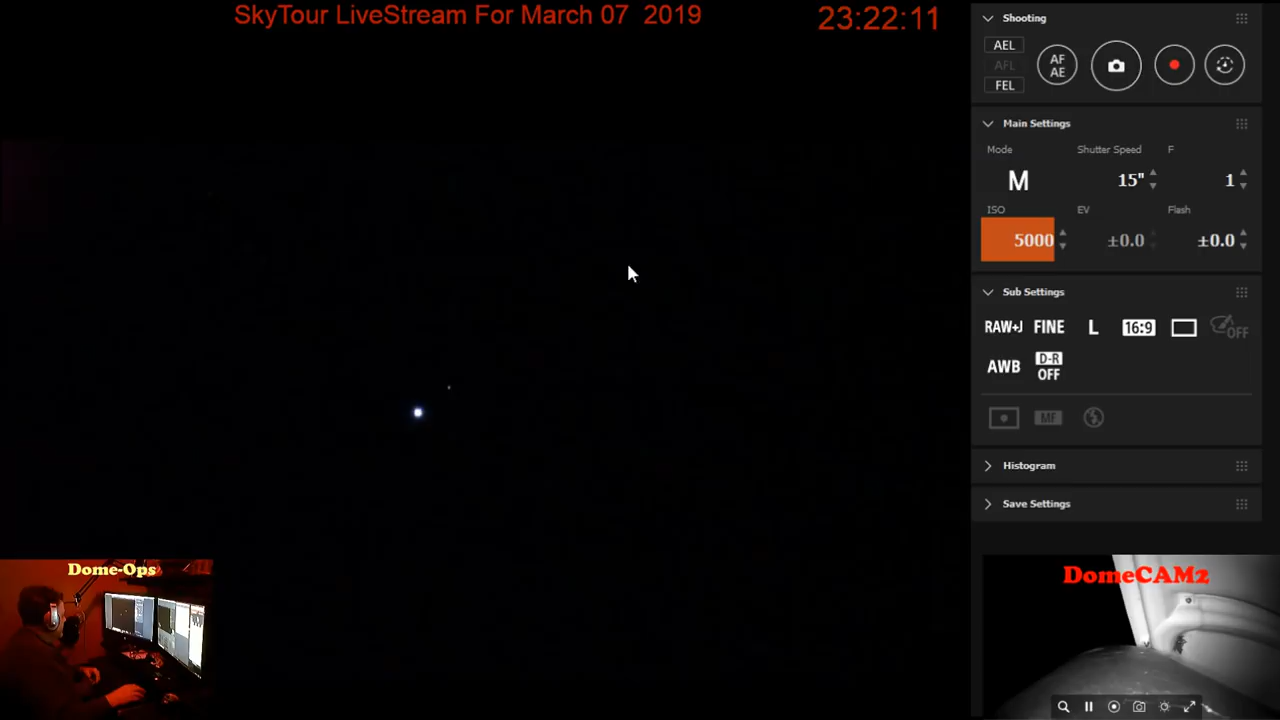 SkyTour LiveStream For March 07 2019
23:22:11
Shooting
AEL
AFL
FEL
AF
AE
Main Settings
Mode
Shutter Speed
F
M
15"
1
ISO
EV
Flash
5000
±0.0
±0.0
Sub Settings
RAW+J
FINE
L
16:9
OFF
AWB
D-R
OFF
MF
Histogram
Save Settings
Dome-Ops
DomeCAM2